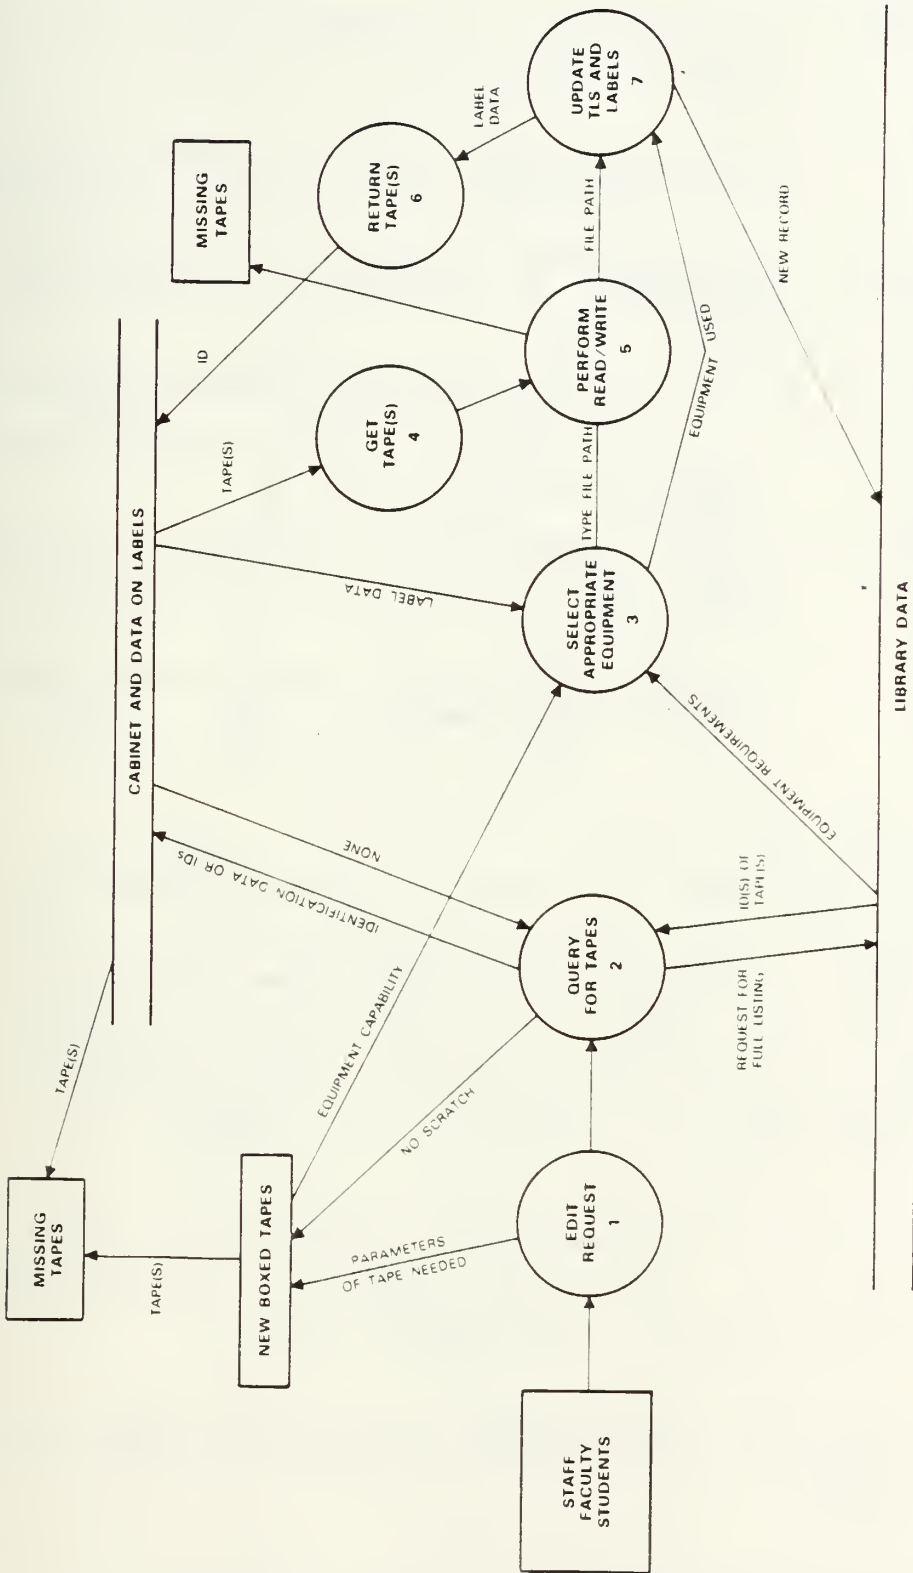 MISSING
TAPES
TAPE(S)
TAPE(S)
NEW BOXED TAPES
CABINET AND DATA ON LABELS
MISSING
TAPES
PARAMETERS
OF TAPE NEEDED
NO SCRATCH
EQUIPMENT CAPABILITY
IDENTIFICATION DATA OR IDs
NONE
LABEL DATA
TAPE(S)
ID
GET
TAPE(S)
4
RETURN
TAPE(S)
6
LABEL
DATA
STAFF
FACULTY
STUDENTS
EDIT
REQUEST
1
QUERY
FOR TAPES
2
SELECT
APPROPRIATE
EQUIPMENT
3
TYPE FILE PATH
PERFORM
READ/WRITE
5
FILE PATH
UPDATE
TLS AND
LABELS
7
REQUEST FOR
FULL LISTING
ID(S) OF
TAPE(S)
EQUIPMENT REQUIREMENTS
EQUIPMENT USED
NEW RECORD
LIBRARY DATA